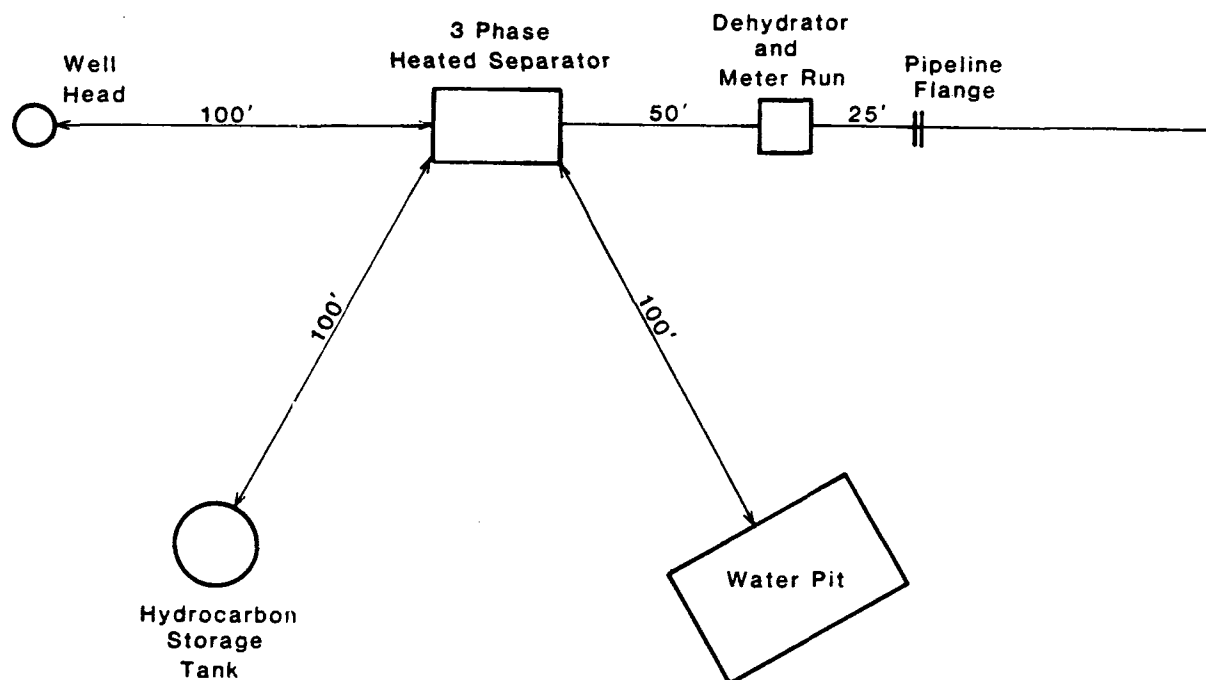 3 Phase
Heated Separator
Dehydrator
and
Meter Run
Well
Head
Pipeline
Flange
100'
50'
25'
100'
100'
Water Pit
Hydrocarbon
Storage
Tank